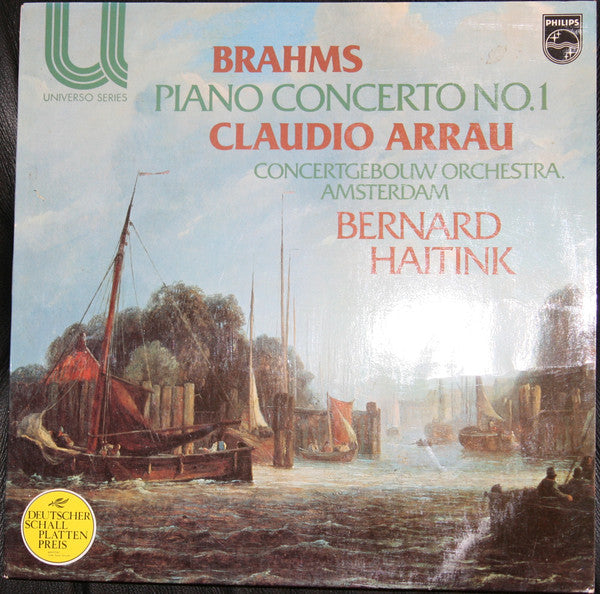 PHILIPS
UNIVERSO SERIES
BRAHMS
PIANO CONCERTO NO.1
CLAUDIO ARRAU
CONCERTGEBOUW ORCHESTRA.
AMSTERDAM
BERNARD
HAITINK
DEUTSCHER
SCHALL
PLATTEN
PREIS